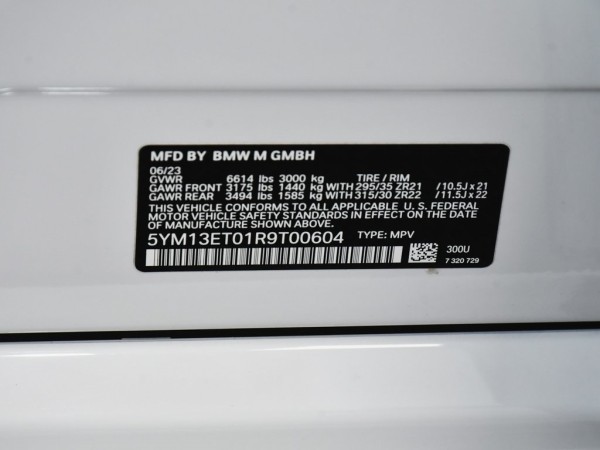 MFD BY BMW M GMBH
06/23 TIRE / RIM
GVWR 6614 lbs 3000 kg
GAWR FRONT 3175 lbs 1440 kg WITH 295/35 ZR21 / 10.5J x 21
GAWR REAR 3494 lbs 1585 kg WITH 315/30 ZR22 / 11.5J x 22
THIS VEHICLE CONFORMS TO ALL APPLICABLE U. S. FEDERAL
MOTOR VEHICLE SAFETY STANDARDS IN EFFECT ON THE
DATE OF MANUFACTURE SHOWN ABOVE.
5YM13ET01R9T00604 TYPE: MPV
300U
7 320 729